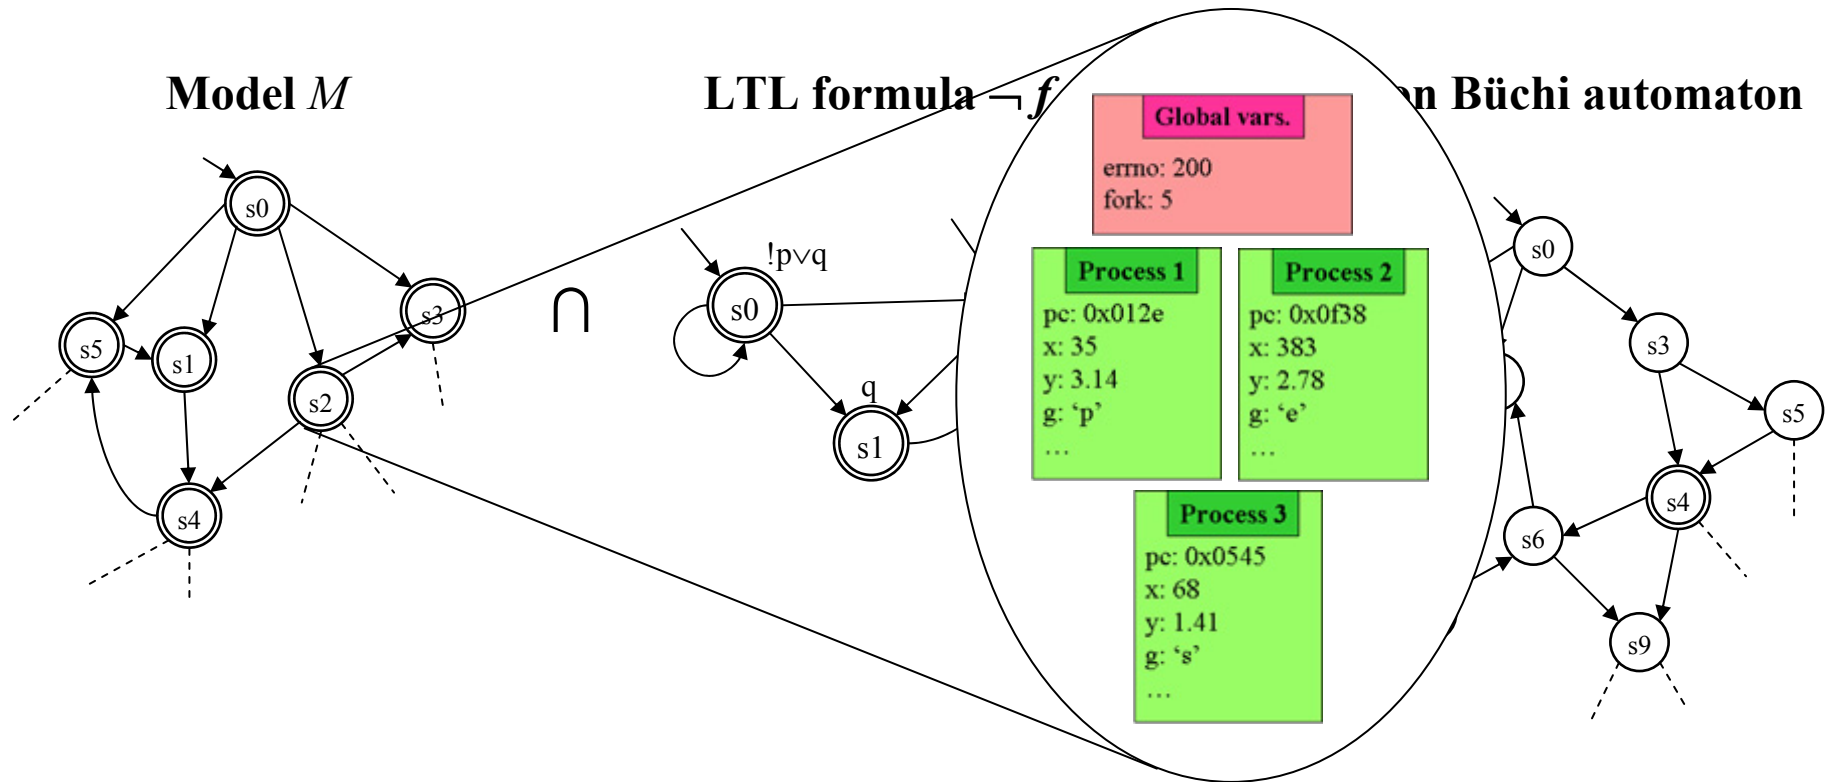 Model M
LTL formula ¬ f
on Büchi automaton
s0
s5
s1
s3
s2
s4
∩
!p∨q
s0
q
s1
Global vars.
errno: 200
fork: 5
Process 1
pc: 0x012e
x: 35
y: 3.14
g: ‘p’
…
Process 2
pc: 0x0f38
x: 383
y: 2.78
g: ‘e’
…
Process 3
pc: 0x0545
x: 68
y: 1.41
g: ‘s’
…
s0
s3
s5
s4
s6
s9